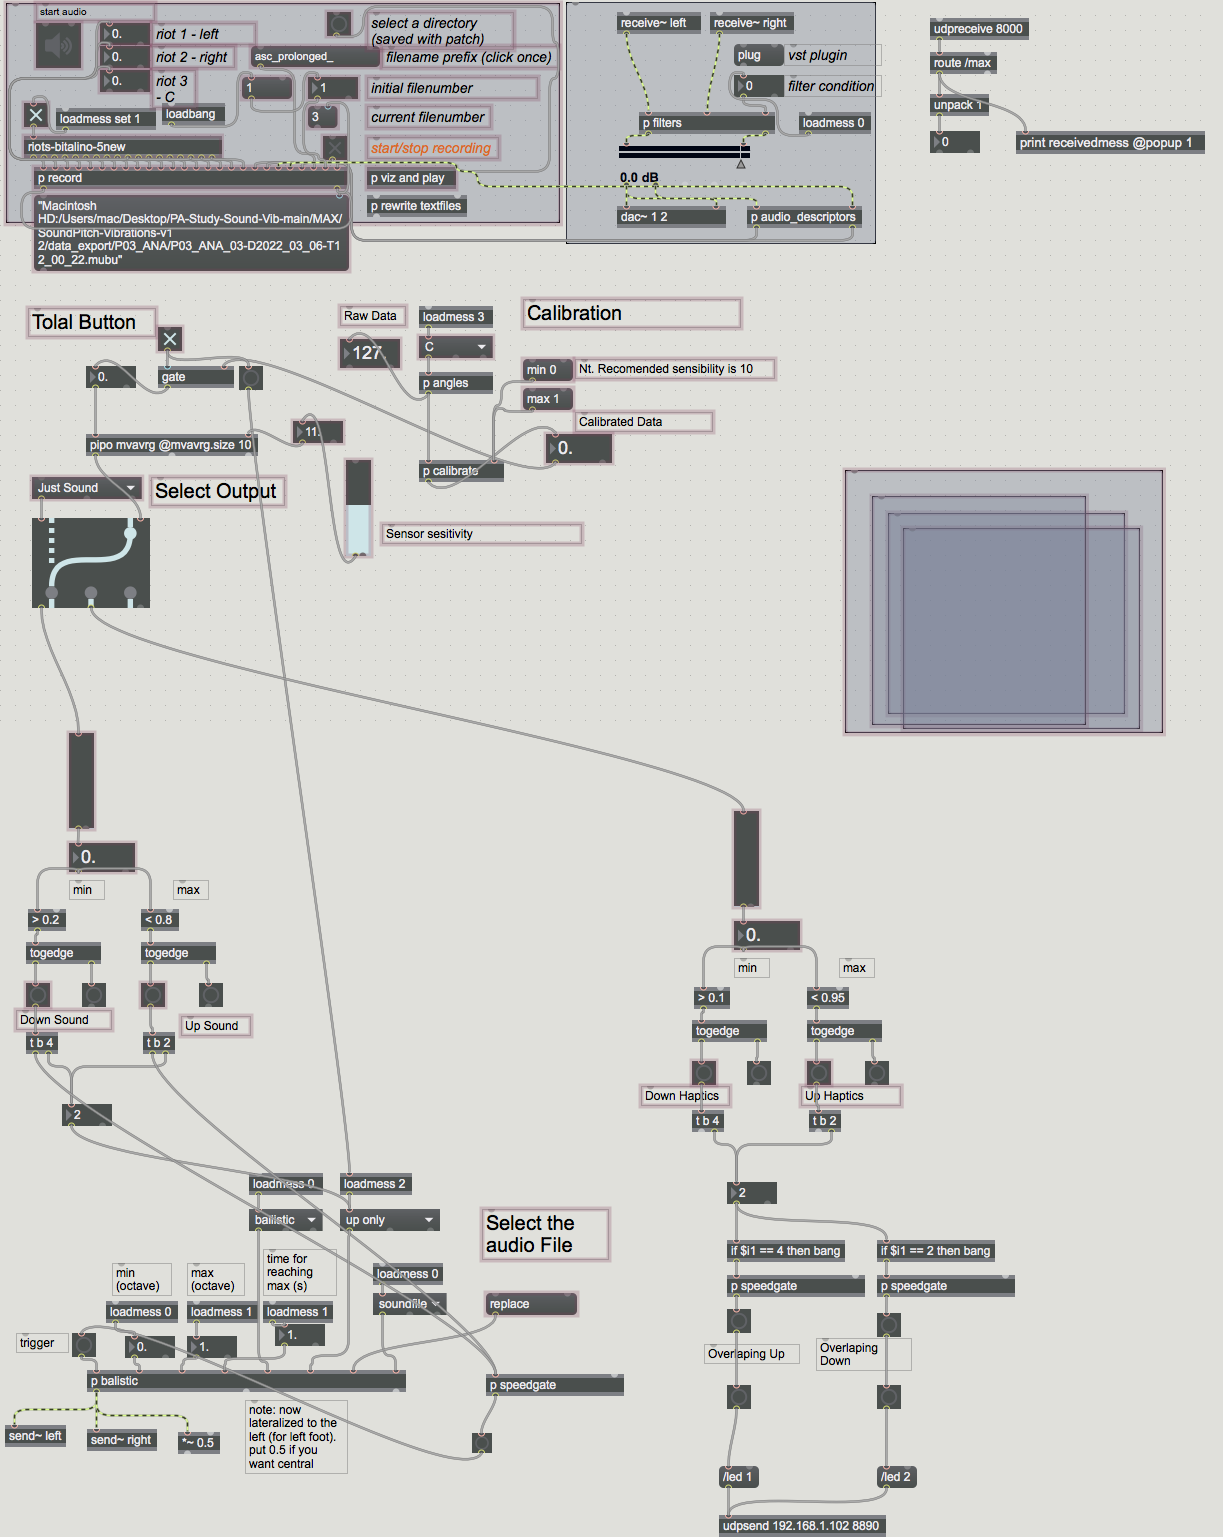 start audio
0.
riot 1 - left
0.
riot 2 - right
0.
riot 3
- C
select a directory
(saved with patch)
asc_prolonged_
filename prefix (click once)
1
1
initial filenumber
loadmess set 1
loadbang
3
current filenumber
riots-bitalino-5new
start/stop recording
p record
p viz and play
p rewrite textfiles
"Macintosh
HD:/Users/mac/Desktop/PA-Study-Sound-Vib-main/MAX/
SoundPitch-Vibrations-v1
2/data_export/P03_ANA/P03_ANA_03-D2022_03_06-T1
2_00_22.mubu"
receive~ left
receive~ right
plug
vst plugin
0
filter condition
p filters
loadmess 0
0.0 dB
dac~ 1 2
p audio_descriptors
udpreceive 8000
route /max
unpack 1
0
print receivedmess @popup 1
Tolal Button
0.
gate
pipo mvavrg @mvavrg.size 10
Raw Data
127.
loadmess 3
C
p angles
Calibration
min 0
Nt. Recomended sensibility is 10
max 1
Calibrated Data
0.
11.
p calibrate
Just Sound
Select Output
Sensor sesitivity
0.
min
max
> 0.2
< 0.8
togedge
togedge
Down Sound
Up Sound
t b 4
t b 2
2
0.
min
max
> 0.1
< 0.95
togedge
togedge
Down Haptics
Up Haptics
t b 4
t b 2
2
if $i1 == 4 then bang
if $i1 == 2 then bang
p speedgate
p speedgate
Overlaping Up
Overlaping
Down
/led 1
/led 2
udpsend 192.168.1.102 8890
loadmess 0
loadmess 2
ballistic
up only
Select the
audio File
min
(octave)
max
(octave)
time for
reaching
max (s)
loadmess 0
loadmess 0
loadmess 1
loadmess 1
soundfile
replace
trigger
0.
1.
1.
p balistic
p speedgate
send~ left
send~ right
*~ 0.5
note: now
lateralized to the
left (for left foot).
put 0.5 if you
want central